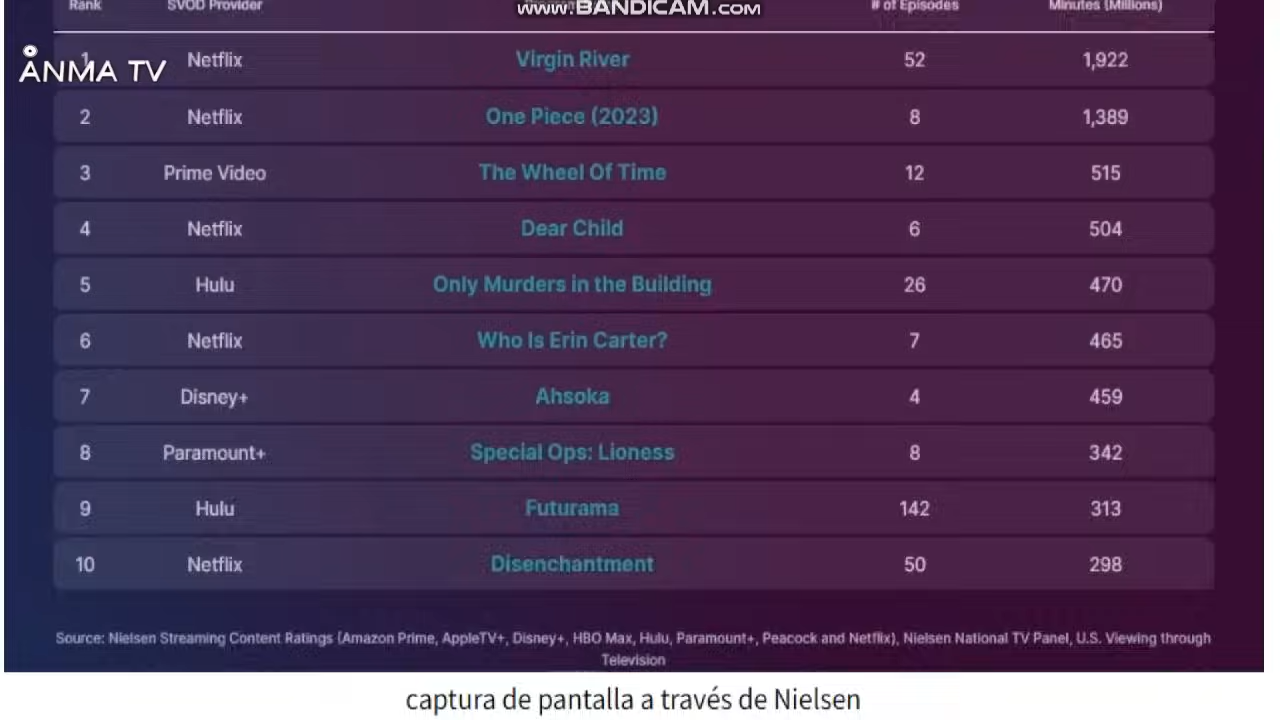 Rank SVOD Provider www.BANDICAM.com # of Episodes Minutes (Millions)
1 Netflix Virgin River 52 1,922
ANMA TV
2 Netflix One Piece (2023) 8 1,389
3 Prime Video The Wheel Of Time 12 515
4 Netflix Dear Child 6 504
5 Hulu Only Murders in the Building 26 470
6 Netflix Who Is Erin Carter? 7 465
7 Disney+ Ahsoka 4 459
8 Paramount+ Special Ops: Lioness 8 342
9 Hulu Futurama 142 313
10 Netflix Disenchantment 50 298
Source: Nielsen Streaming Content Ratings (Amazon Prime, AppleTV+, Disney+, HBO Max, Hulu, Paramount+, Peacock and Netflix), Nielsen National TV Panel, U.S. Viewing through
Television
captura de pantalla a través de Nielsen